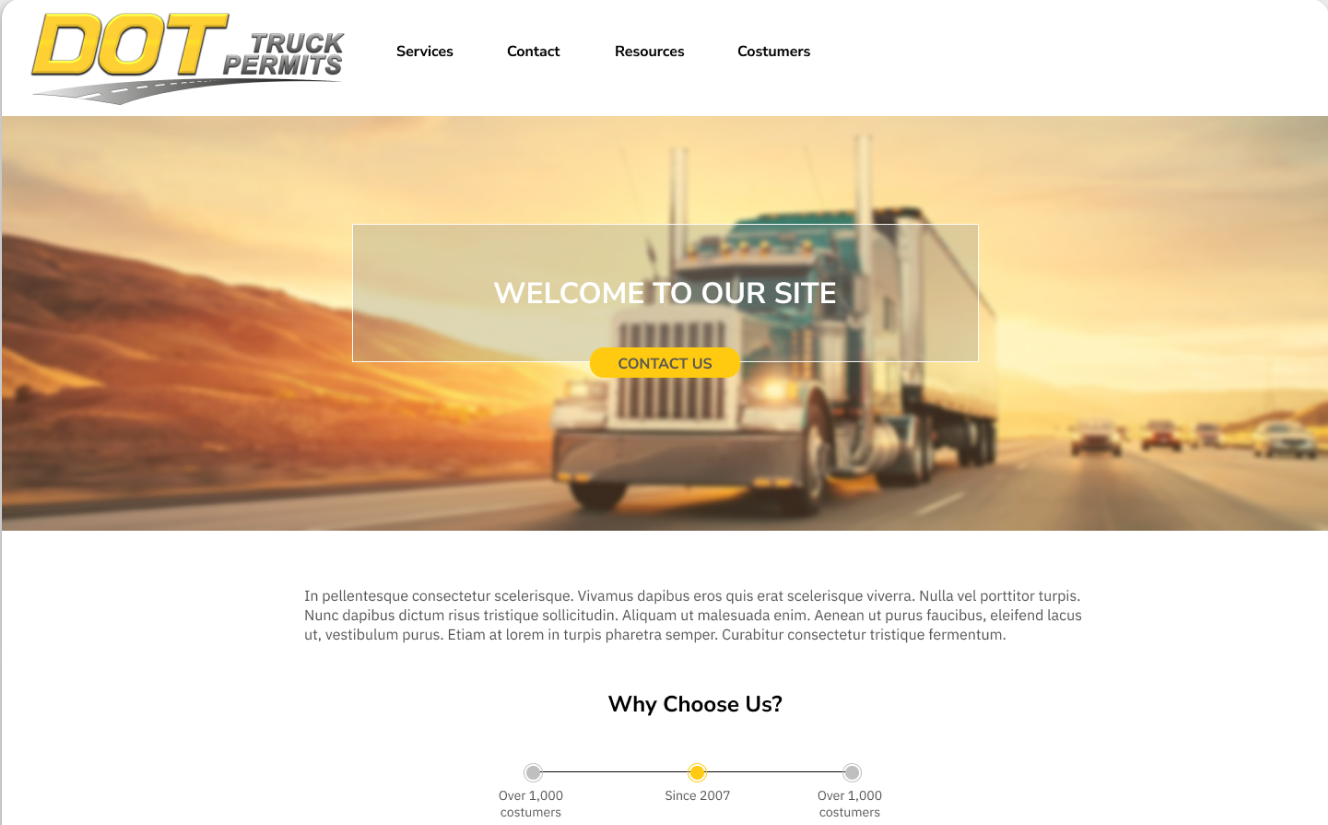 DOT TRUCK
PERMITS
Services Contact Resources Costumers
WELCOME TO OUR SITE
CONTACT US
In pellentesque consectetur scelerisque. Vivamus dapibus eros quis erat scelerisque viverra. Nulla vel porttitor turpis.
Nunc dapibus dictum risus tristique sollicitudin. Aliquam ut malesuada enim. Aenean ut purus faucibus, eleifend lacus
ut, vestibulum purus. Etiam at lorem in turpis pharetra semper. Curabitur consectetur tristique fermentum.
Why Choose Us?
Over 1,000
costumers
Since 2007
Over 1,000
costumers